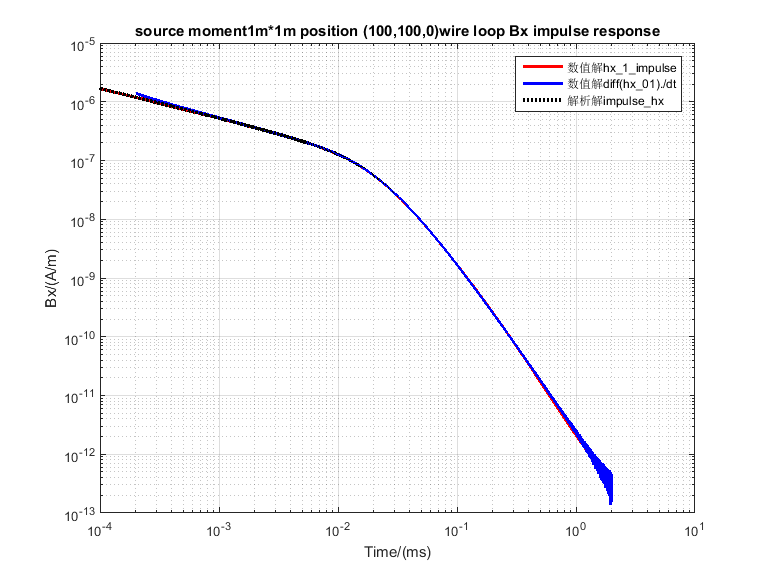 source moment1m*1m position (100,100,0)wire loop Bx impulse response
数值解hx_1_impulse
数值解diff(hx_01)./dt
解析解impulse_hx
Bx/(A/m)
10^-5
10^-6
10^-7
10^-8
10^-9
10^-10
10^-11
10^-12
10^-13
10^-4
10^-3
10^-2
10^-1
10^0
10^1
Time/(ms)